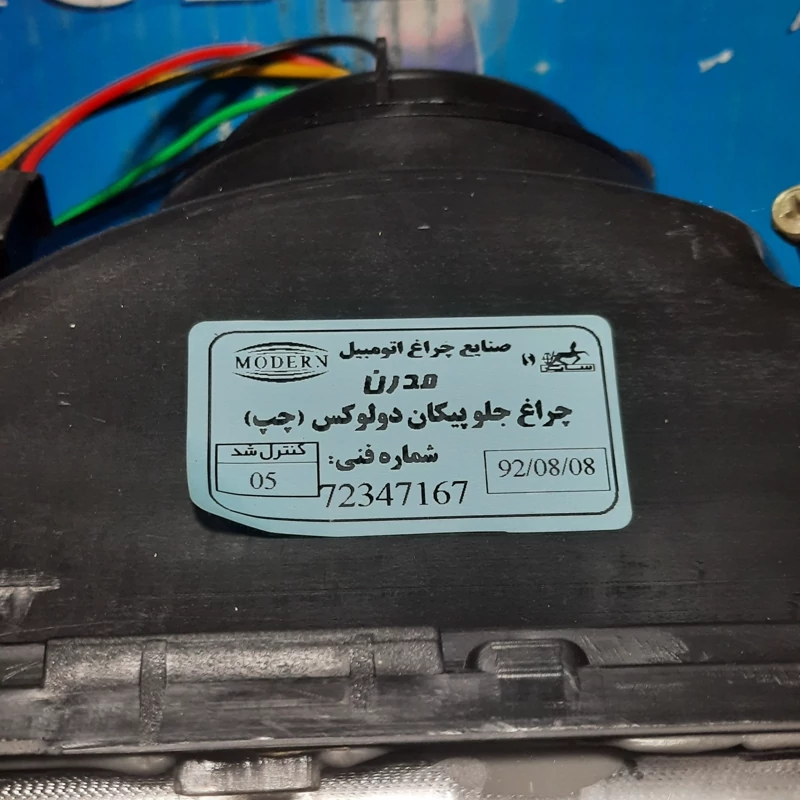 MODERN
صنایع چراغ اتومبیل
مدرن
چراغ جلو پیکان دولوکس (چپ)
شماره فنی:
72347167
92/08/08
کنترل شد
05